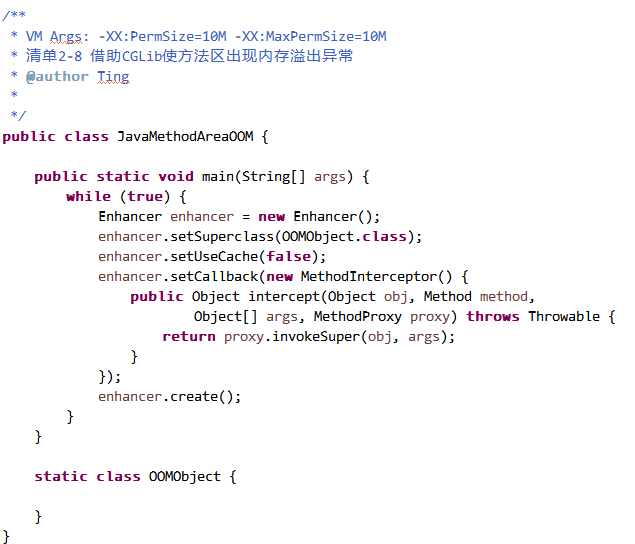 /**
 * VM Args: -XX:PermSize=10M -XX:MaxPermSize=10M
 * 清单2-8 借助CGLib使方法区出现内存溢出异常
 * @author Ting
 *
 */
public class JavaMethodAreaOOM {

    public static void main(String[] args) {
        while (true) {
            Enhancer enhancer = new Enhancer();
            enhancer.setSuperclass(OOMObject.class);
            enhancer.setUseCache(false);
            enhancer.setCallback(new MethodInterceptor() {
                public Object intercept(Object obj, Method method,
                        Object[] args, MethodProxy proxy) throws Throwable {
                    return proxy.invokeSuper(obj, args);
                }
            });
            enhancer.create();
        }
    }

    static class OOMObject {

    }
}